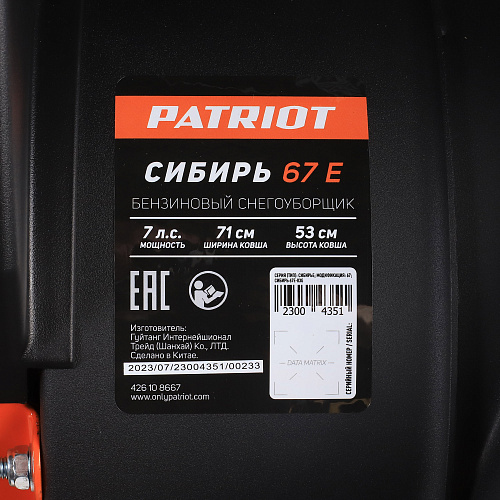 PATRIOT
СИБИРЬ 67 E
БЕНЗИНОВЫЙ СНЕГОУБОРЩИК
7 л.с. 71 см 53 см
МОЩНОСТЬ ШИРИНА КОВША ВЫСОТА КОВША
EAC
Изготовитель:
Гуйтанг Интернейшионал
Трейд (Шанхай) Ко., ЛТД.
Сделано в Китае.
2023/07/23004351/00233
426 10 8667
www.onlypatriot.com
2300 4351
DATA MATRIX
СЕРИЙНЫЙ НОМЕР / SERIAL: